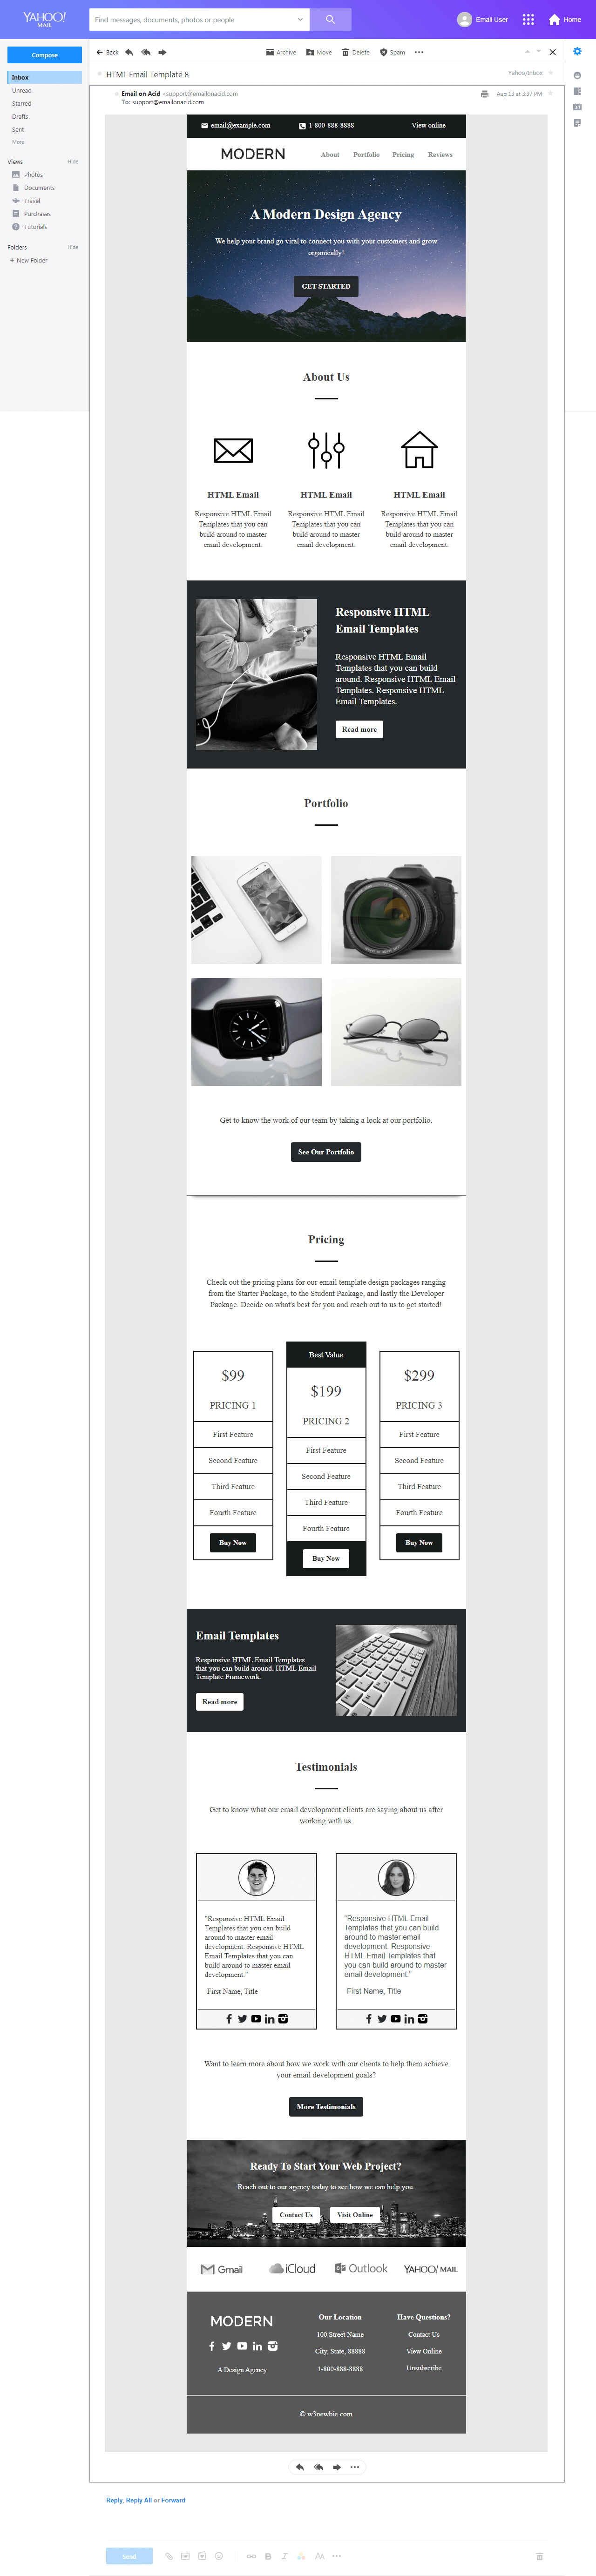 YAHOO!
MAIL
Find messages, documents, photos or people
Email User
Home
Compose
Back
Archive
Move
Delete
Spam
HTML Email Template 8
Yahoo/Inbox
Inbox
Unread
Starred
Drafts
Sent
More
Views
Hide
Photos
Documents
Travel
Purchases
Tutorials
Folders
Hide
+ New Folder
Email on Acid <support@emailonacid.com
To: support@emailonacid.com
Aug 13 at 3:37 PM
email@example.com
1-800-888-8888
View online
MODERN
About
Portfolio
Pricing
Reviews
A Modern Design Agency
We help your brand go viral to connect you with your customers and grow
organically!
GET STARTED
About Us
HTML Email
Responsive HTML Email
Templates that you can
build around to master
email development.
HTML Email
Responsive HTML Email
Templates that you can
build around to master
email development.
HTML Email
Responsive HTML Email
Templates that you can
build around to master
email development.
Responsive HTML
Email Templates
Responsive HTML Email
Templates that you can build
around. Responsive HTML Email
Templates. Responsive HTML
Email Templates.
Read more
Portfolio
Get to know the work of our team by taking a look at our portfolio.
See Our Portfolio
Pricing
Check out the pricing plans for our email template design packages ranging
from the Starter Package, to the Student Package, and lastly the Developer
Package. Decide on what's best for you and reach out to us to get started!
$99
PRICING 1
First Feature
Second Feature
Third Feature
Fourth Feature
Buy Now
Best Value
$199
PRICING 2
First Feature
Second Feature
Third Feature
Fourth Feature
Buy Now
$299
PRICING 3
First Feature
Second Feature
Third Feature
Fourth Feature
Buy Now
Email Templates
Responsive HTML Email Templates
that you can build around. HTML Email
Template Framework.
Read more
Testimonials
Get to know what our email development clients are saying about us after
working with us.
"Responsive HTML Email
Templates that you can build
around to master email
development. Responsive HTML
Email Templates that you can
build around to master email
development."
-First Name, Title
"Responsive HTML Email
Templates that you can build
around to master email
development. Responsive
HTML Email Templates that
you can build around to master
email development."
-First Name, Title
Want to learn more about how we work with our clients to help them achieve
your email development goals?
More Testimonials
Ready To Start Your Web Project?
Reach out to our agency today to see how we can help you.
Contact Us
Visit Online
Gmail
iCloud
Outlook
YAHOO! MAIL
MODERN
A Design Agency
Our Location
100 Street Name
City, State, 88888
1-800-888-8888
Have Questions?
Contact Us
View Online
Unsubscribe
© w3newbie.com
Reply, Reply All or Forward
Send